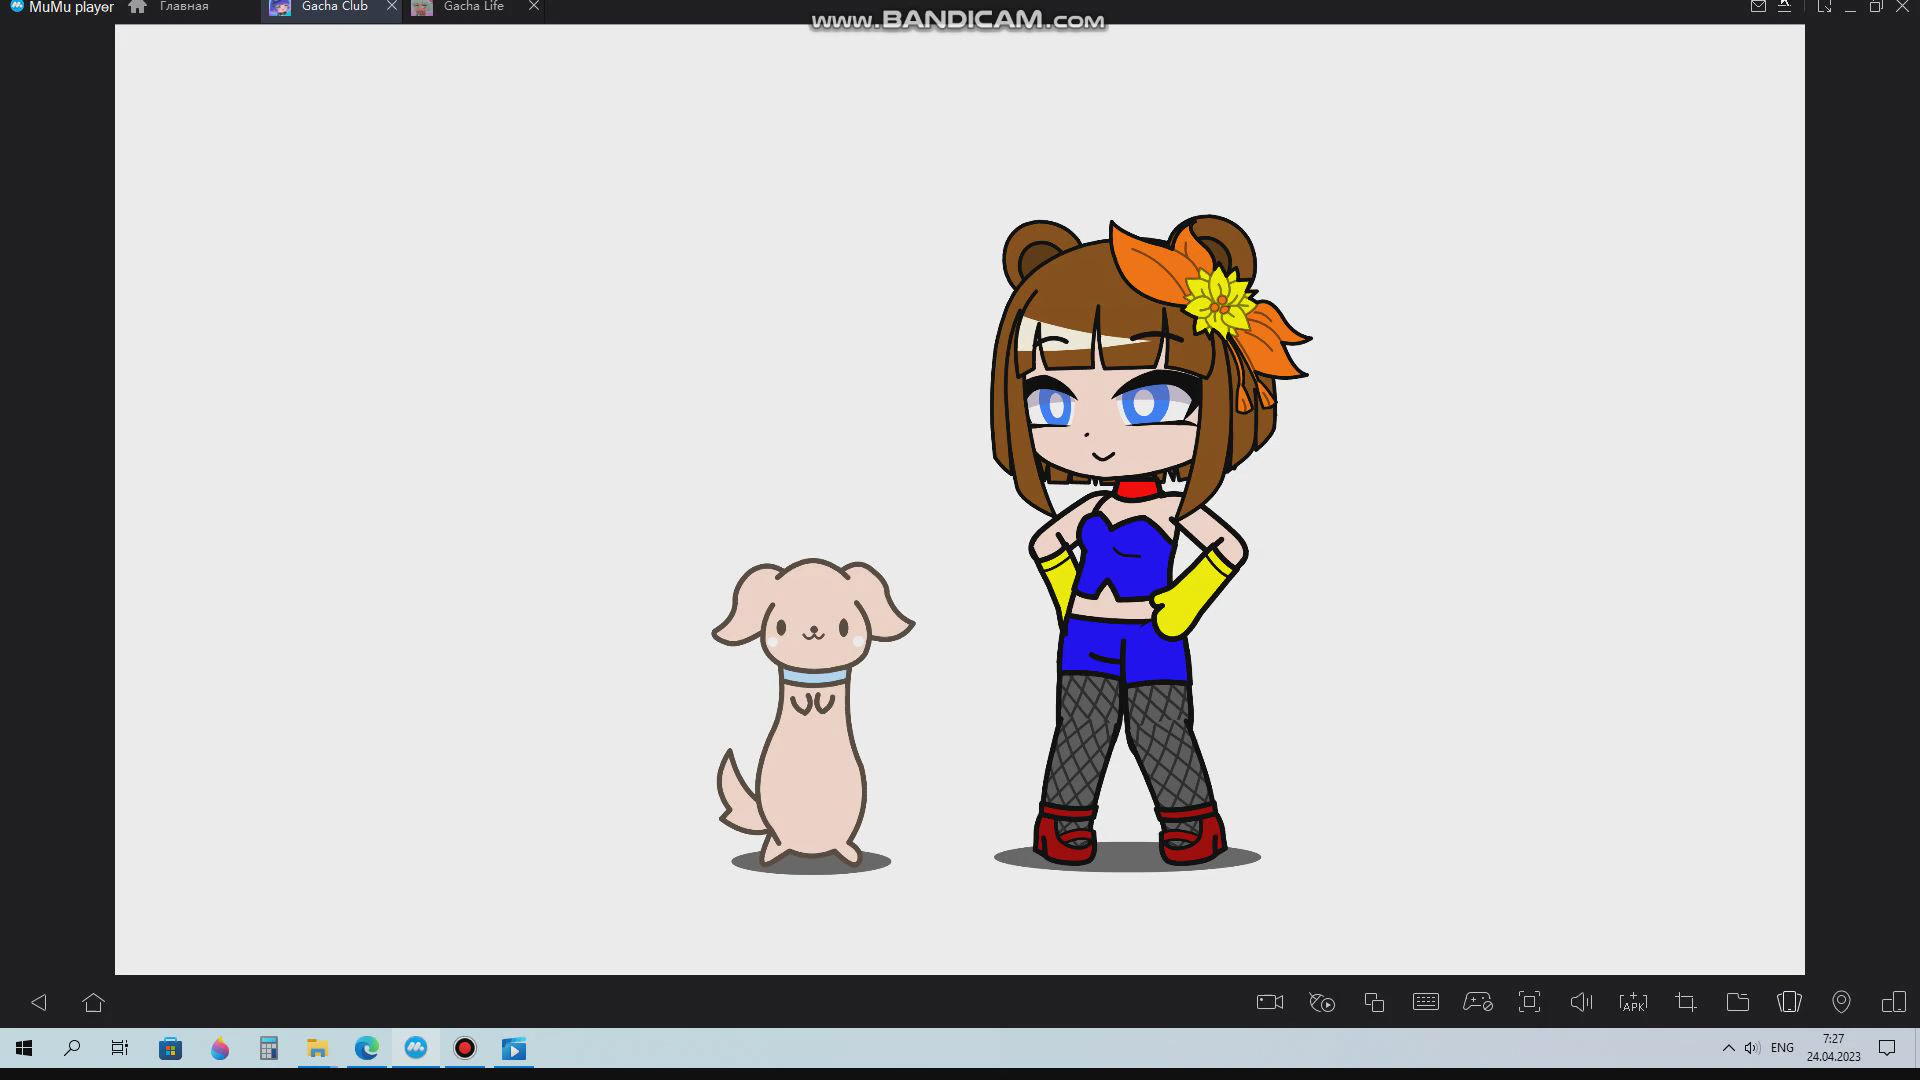 MuMu player
Главная
Gacha Club
Gacha Life
www.BANDICAM.com
APK
ENG
7:27
24.04.2023